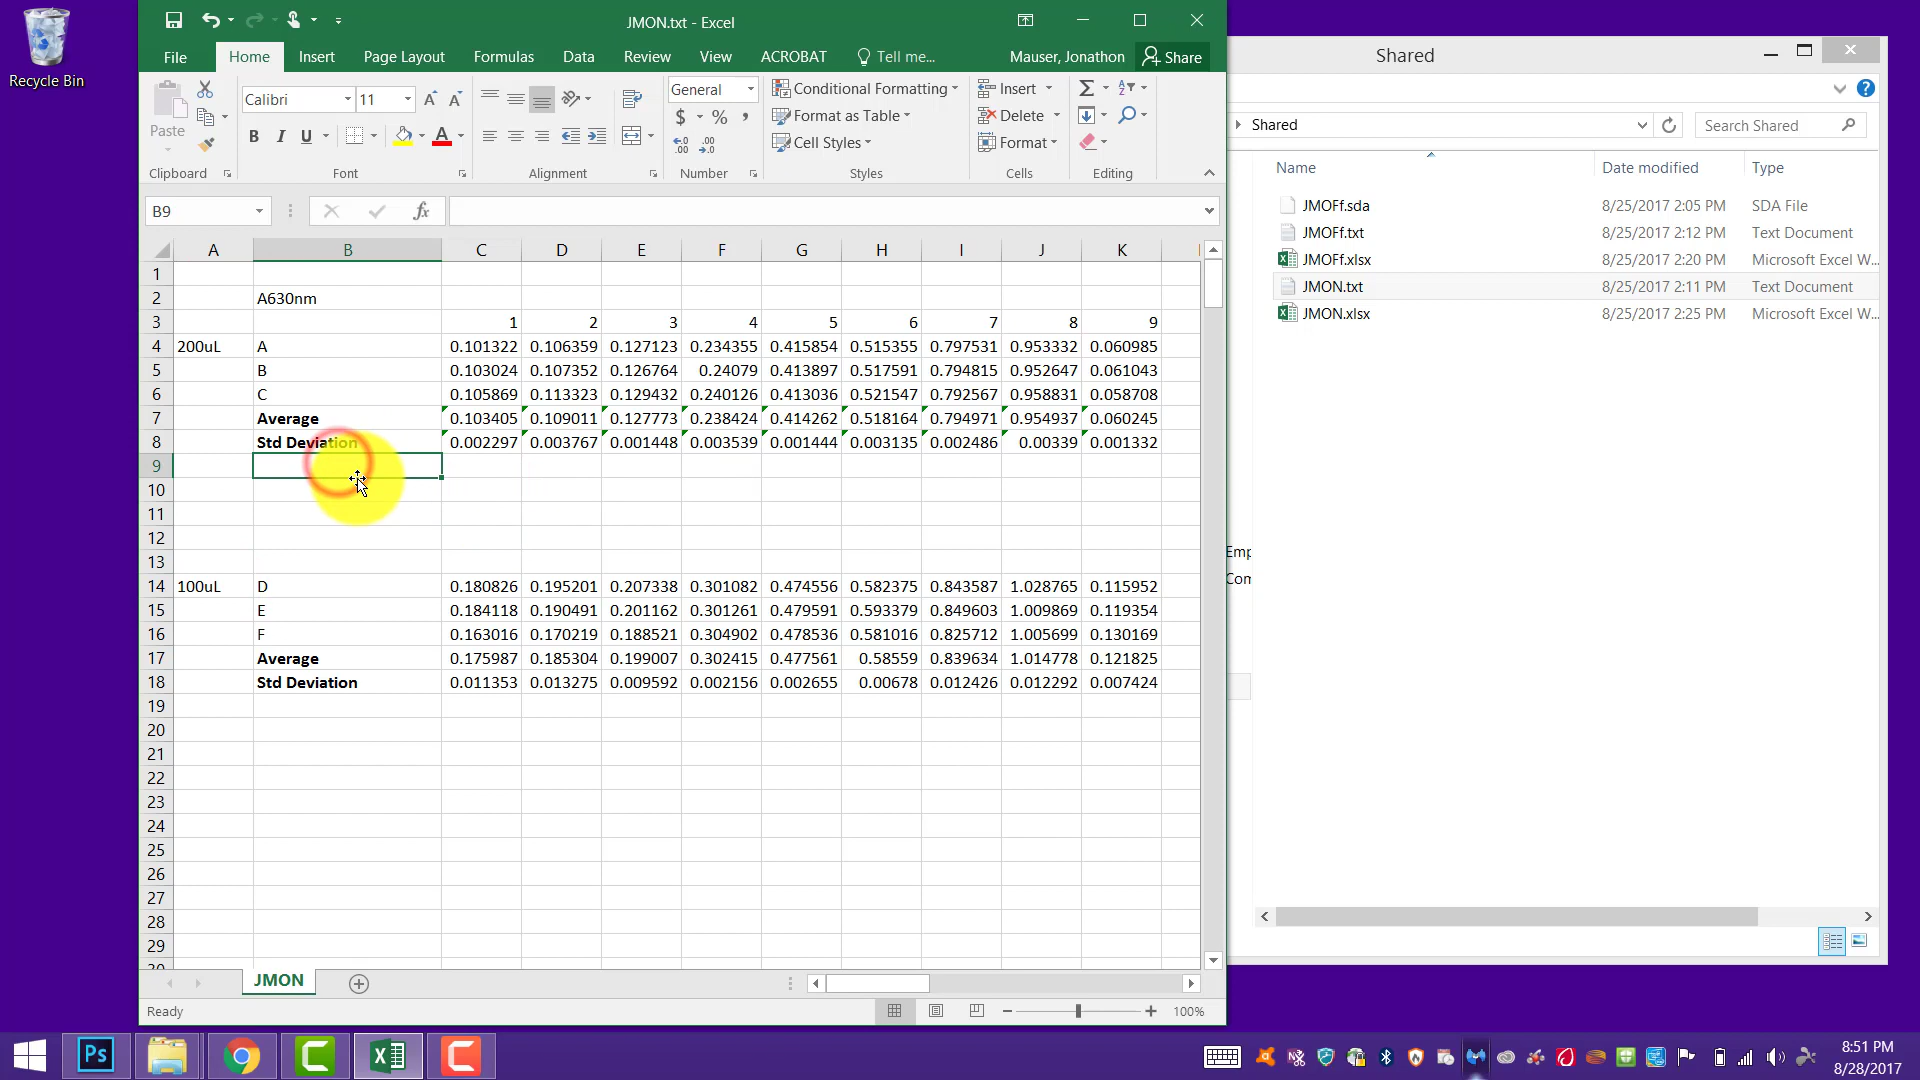 Recycle Bin
JMON.txt - Excel
File Home Insert Page Layout Formulas Data Review View ACROBAT Tell me... Mauser, Jonathon Share
Paste
Calibri 11
B I U
General
$ % ,
Conditional Formatting
Format as Table
Cell Styles
Insert
Delete
Format
Clipboard Font Alignment Number Styles Cells Editing
B9 fx
A B C D E F G H I J K
1
2 A630nm
3 1 2 3 4 5 6 7 8 9
4 200uL A 0.101322 0.106359 0.127123 0.234355 0.415854 0.515355 0.797531 0.953332 0.060985
5 B 0.103024 0.107352 0.126764 0.24079 0.413897 0.517591 0.794815 0.952647 0.061043
6 C 0.105869 0.113323 0.129432 0.240126 0.413036 0.521547 0.792567 0.958831 0.058708
7 Average 0.103405 0.109011 0.127773 0.238424 0.414262 0.518164 0.794971 0.954937 0.060245
8 Std Deviation 0.002297 0.003767 0.001448 0.003539 0.001444 0.003135 0.002486 0.00339 0.001332
9
10
11
12
13
14 100uL D 0.180826 0.195201 0.207338 0.301082 0.474556 0.582375 0.843587 1.028765 0.115952
15 E 0.184118 0.190491 0.201162 0.301261 0.479591 0.593379 0.849603 1.009869 0.119354
16 F 0.163016 0.170219 0.188521 0.304902 0.478536 0.581016 0.825712 1.005699 0.130169
17 Average 0.175987 0.185304 0.199007 0.302415 0.477561 0.58559 0.839634 1.014778 0.121825
18 Std Deviation 0.011353 0.013275 0.009592 0.002156 0.002655 0.00678 0.012426 0.012292 0.007424
19
20
21
22
23
24
25
26
27
28
29
JMON
Ready
100%
Shared
Shared
Search Shared
Name Date modified Type
JMOFf.sda 8/25/2017 2:05 PM SDA File
JMOFf.txt 8/25/2017 2:12 PM Text Document
JMOFf.xlsx 8/25/2017 2:20 PM Microsoft Excel W...
JMON.txt 8/25/2017 2:11 PM Text Document
JMON.xlsx 8/25/2017 2:25 PM Microsoft Excel W...
Ps
8:51 PM
8/28/2017